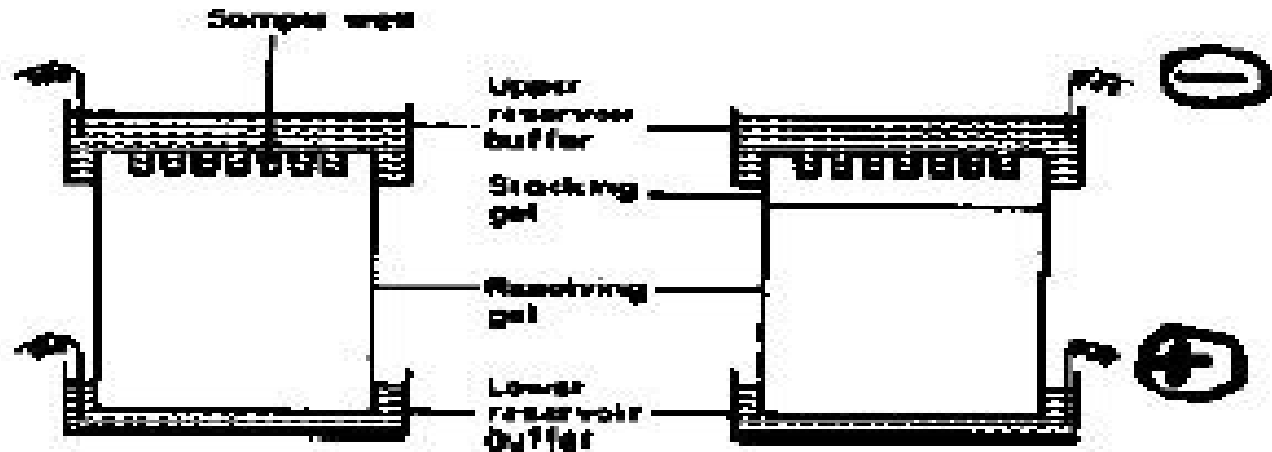 Sample well
Upper
reservoir
buffer
Stacking
gel
Resolving
gel
Lower
reservoir
buffer
−
+